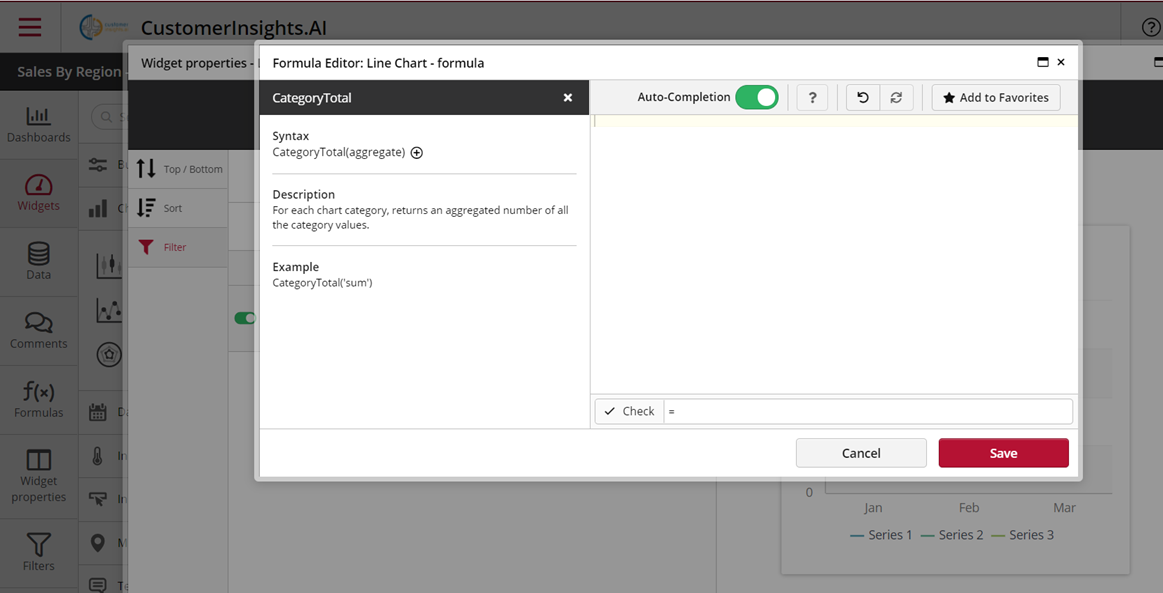 CustomerInsights.AI
?
Sales By Region -
Widget properties -
Formula Editor: Line Chart - formula
CategoryTotal
Auto-Completion
?
Add to Favorites
Syntax
CategoryTotal(aggregate)
Description
For each chart category, returns an aggregated number of all
the category values.
Example
CategoryTotal('sum')
Check
=
Cancel
Save
Dashboards
Widgets
Data
Comments
f(x)
Formulas
Widget
properties
Filters
Top / Bottom
Sort
Filter
In
In
M
Te
0
Jan
Feb
Mar
Series 1
Series 2
Series 3